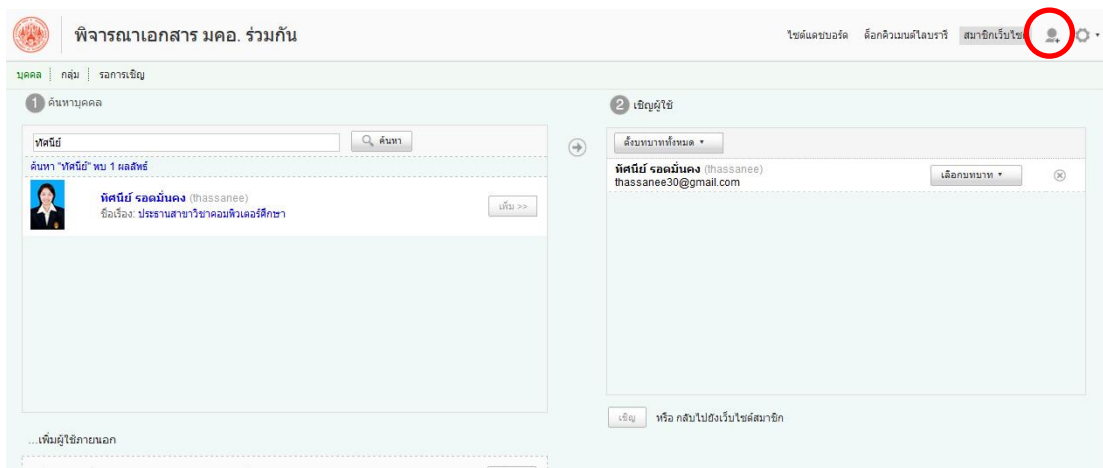 พิจารณาเอกสาร มคอ. ร่วมกัน
ไซต์แดชบอร์ด ด็อกคิวเมนต์ไลบรารี สมาชิกเว็บไซต์
บุคคล กลุ่ม รอการเชิญ
1 ค้นหาบุคคล
ทัศนีย์ ค้นหา
ค้นหา "ทัศนีย์" พบ 1 ผลลัพธ์
ทัศนีย์ รอดมั่นคง (thassanee)
ชื่อเรื่อง: ประธานสาขาวิชาคอมพิวเตอร์ศึกษา
เพิ่ม >>
...เพิ่มผู้ใช้ภายนอก
2 เชิญผู้ใช้
ตั้งบทบาททั้งหมด
ทัศนีย์ รอดมั่นคง (thassanee)
thassanee30@gmail.com
เลือกบทบาท
เชิญ หรือ กลับไปยังเว็บไซต์สมาชิก